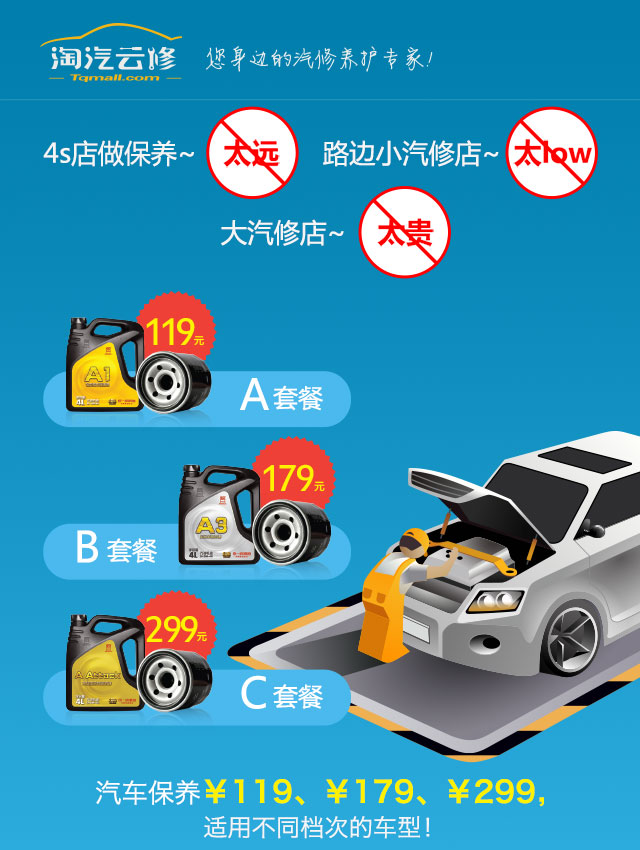 淘汽云修
Tqmall.com
您身边的汽修养护专家!
4s店做保养~ 太远 路边小汽修店~ 太low
大汽修店~ 太贵
119元
A1
4L
A 套餐
179元
A3
4L
B 套餐
299元
A-Attack
4L
C 套餐
汽车保养￥119、￥179、￥299,
适用不同档次的车型!